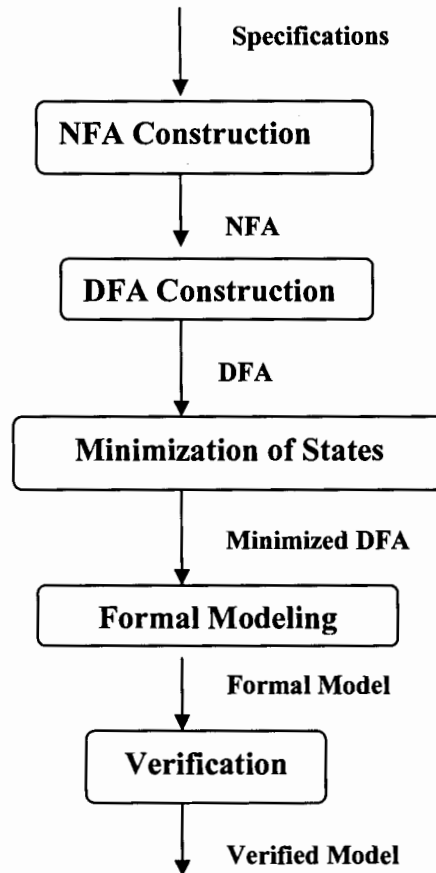 Specifications
NFA Construction
NFA
DFA Construction
DFA
Minimization of States
Minimized DFA
Formal Modeling
Formal Model
Verification
Verified Model